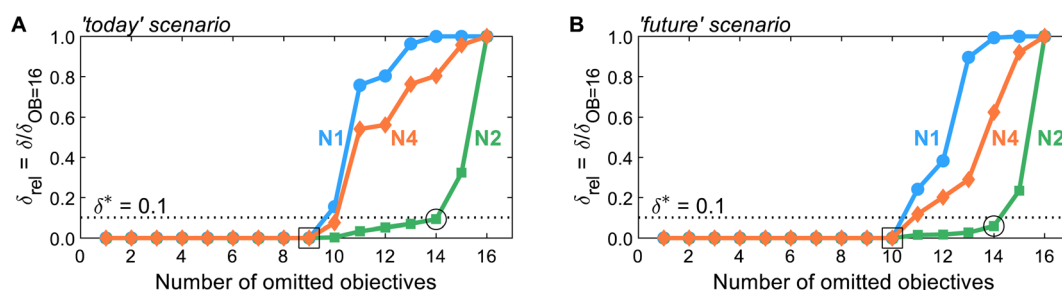 A 'today' scenario
1.0
0.8
0.6
0.4
0.2
0.0
δrel = δ/δOB=16
N1
N4
N2
δ* = 0.1
0 2 4 6 8 10 12 14 16
Number of omitted objectives
B 'future' scenario
1.0
0.8
0.6
0.4
0.2
0.0
δrel = δ/δOB=16
N1
N4
N2
δ* = 0.1
0 2 4 6 8 10 12 14 16
Number of omitted objectives